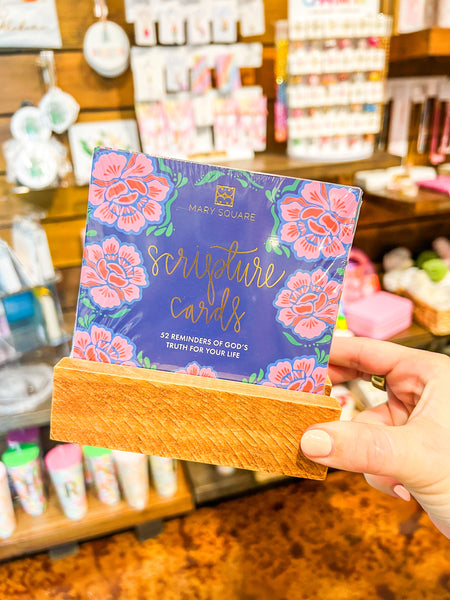 MARY SQUARE
scripture
cards
52 REMINDERS OF GOD'S
TRUTH FOR YOUR LIFE